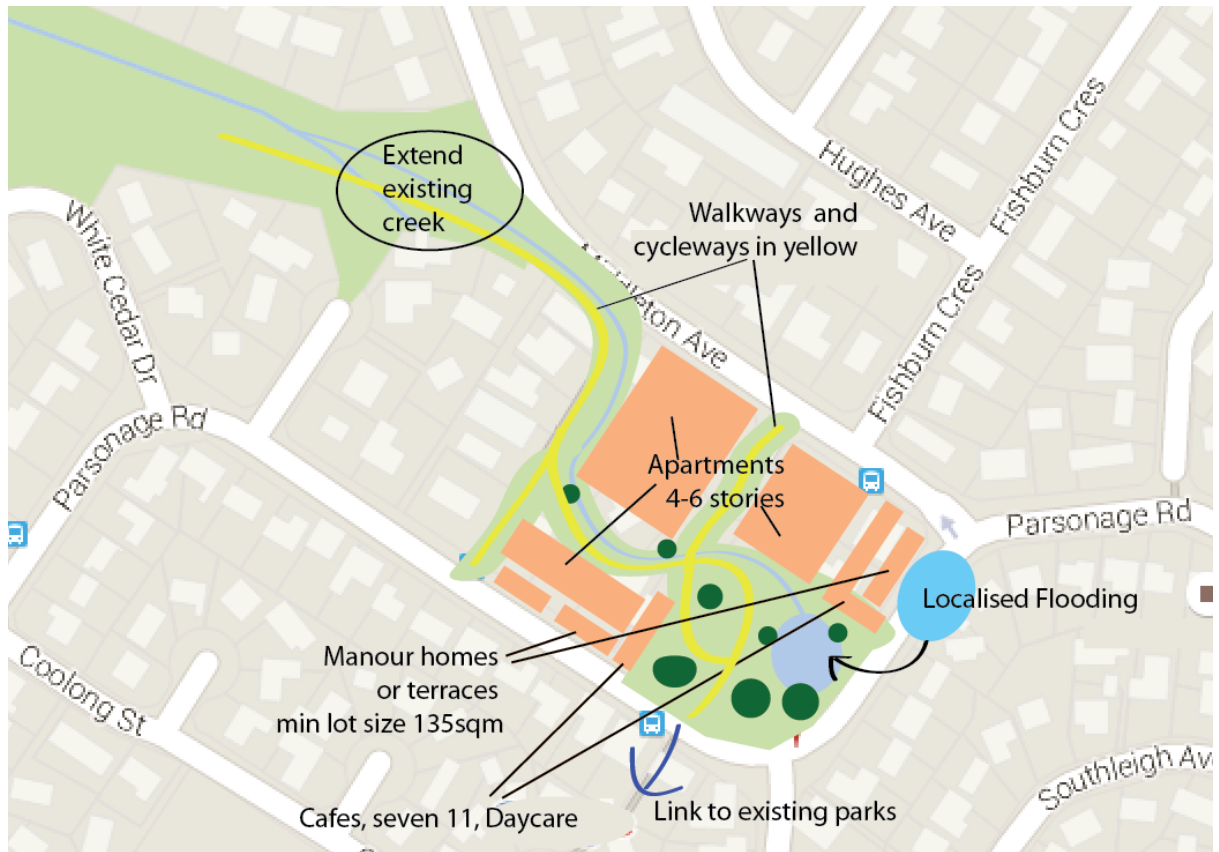 Extend
existing
creek
Hughes Ave
Fishburn Cres
Walkways and
cycleways in yellow
White Cedar Dr
Ave
Fishburn Cres
Parsonage Rd
Apartments
4-6 stories
Parsonage Rd
Localised Flooding
Manour homes
or terraces
min lot size 135sqm
Coolong St
Southleigh Av
Cafes, seven 11, Daycare
Link to existing parks